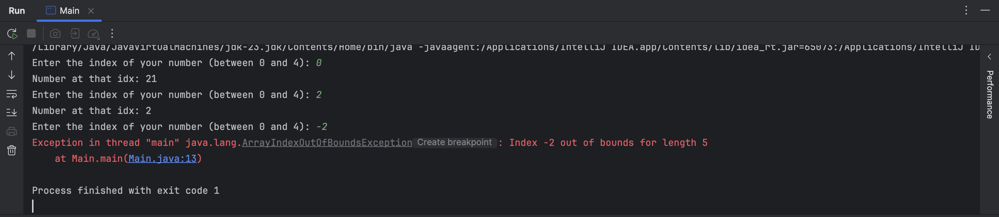 Run Main
/Library/Java/JavaVirtualMachines/jdk-23.jdk/Contents/Home/bin/java -javaagent:/Applications/IntelliJ IDEA.app/Contents/lib/idea_rt.jar=65073:/Applications/IntelliJ ID
Enter the index of your number (between 0 and 4): 0
Number at that idx: 21
Enter the index of your number (between 0 and 4): 2
Number at that idx: 2
Enter the index of your number (between 0 and 4): -2
Exception in thread "main" java.lang.ArrayIndexOutOfBoundsException Create breakpoint : Index -2 out of bounds for length 5
at Main.main(Main.java:13)
Process finished with exit code 1
Performance